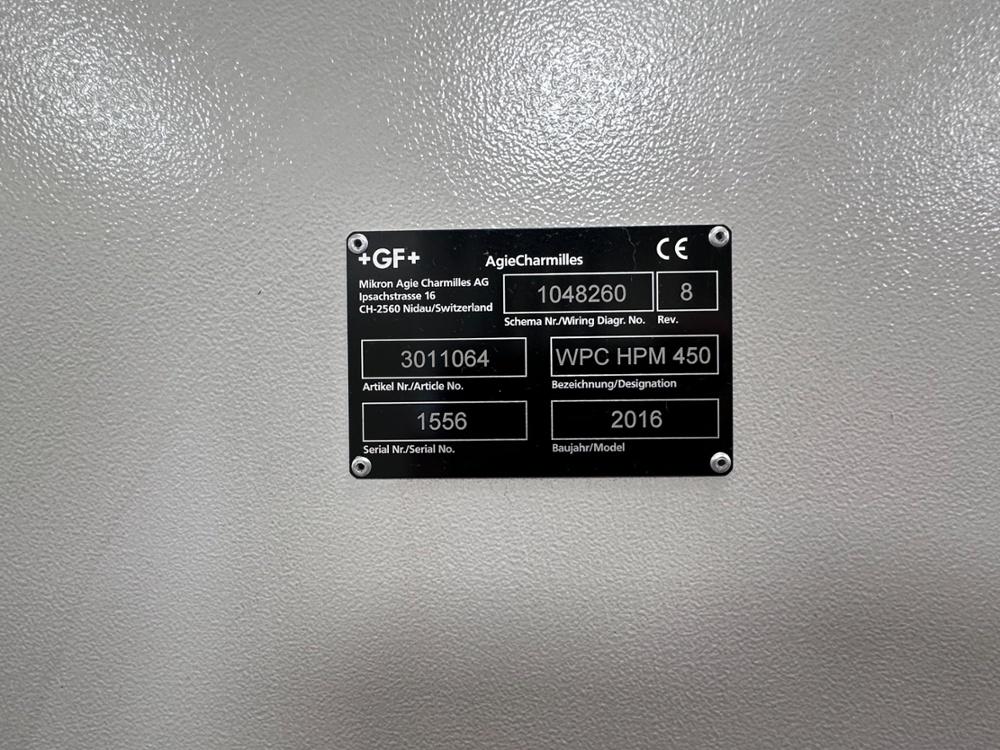 +GF+
AgieCharmilles
CE
Mikron Agie Charmilles AG
Ipsachstrasse 16
CH-2560 Nidau/Switzerland
1048260
8
Schema Nr./Wiring Diagr. No.
Rev.
3011064
WPC HPM 450
Artikel Nr./Article No.
Bezeichnung/Designation
1556
2016
Serial Nr./Serial No.
Baujahr/Model